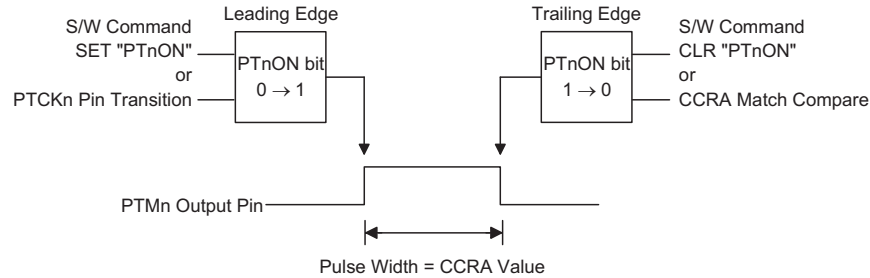 Leading Edge
S/W Command
SET "PTnON"
or
PTCKn Pin Transition
PTnON bit
0 → 1
Trailing Edge
PTnON bit
1 → 0
S/W Command
CLR "PTnON"
or
CCRA Match Compare
PTMn Output Pin
Pulse Width = CCRA Value